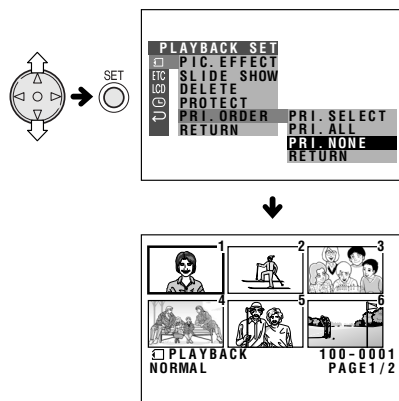 SET
PLAYBACK SET
PIC.EFFECT
ETC SLIDE SHOW
LCD DELETE
PROTECT
PRI.ORDER PRI.SELECT
RETURN PRI.ALL
PRI.NONE
RETURN
1 2 3
4 5 6
PLAYBACK 100-0001
NORMAL PAGE1/2